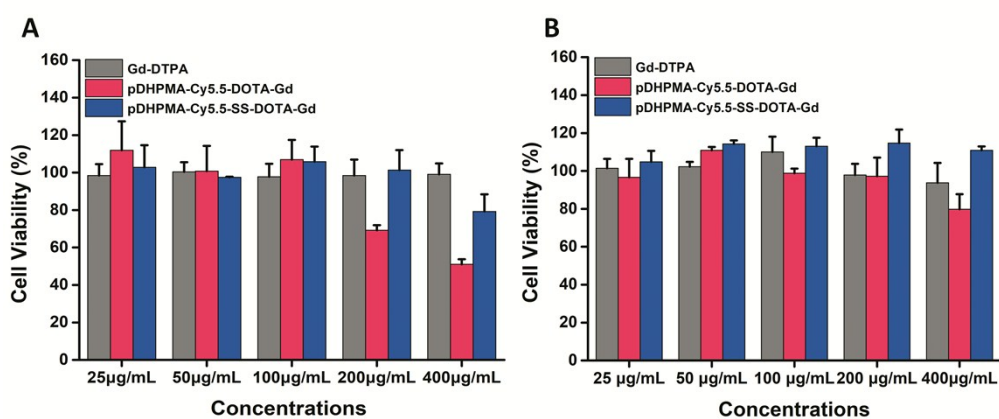 A
Cell Viability (%)
160
140
120
100
80
60
40
20
0
Gd-DTPA
pDHPMA-Cy5.5-DOTA-Gd
pDHPMA-Cy5.5-SS-DOTA-Gd
25µg/mL 50µg/mL 100µg/mL 200µg/mL 400µg/mL
Concentrations
B
Cell Viability (%)
160
140
120
100
80
60
40
20
0
Gd-DTPA
pDHPMA-Cy5.5-DOTA-Gd
pDHPMA-Cy5.5-SS-DOTA-Gd
25 µg/mL 50 µg/mL 100 µg/mL 200 µg/mL 400µg/mL
Concentrations